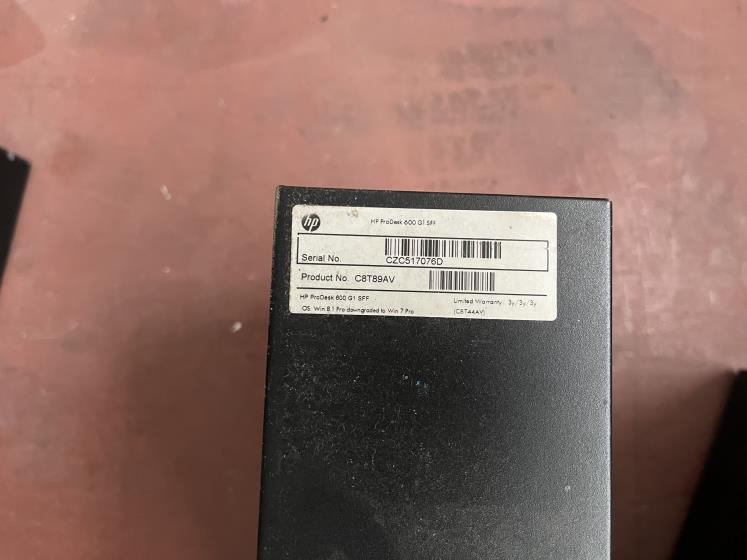 hp
HP ProDesk 600 G1 SFF
Serial No.
CZC517076D
Product No. C8T89AV
HP ProDesk 600 G1 SFF
Limited Warranty: 3y/3y/3y
OS: Win 8.1 Pro downgraded to Win 7 Pro
(C8T44AV)